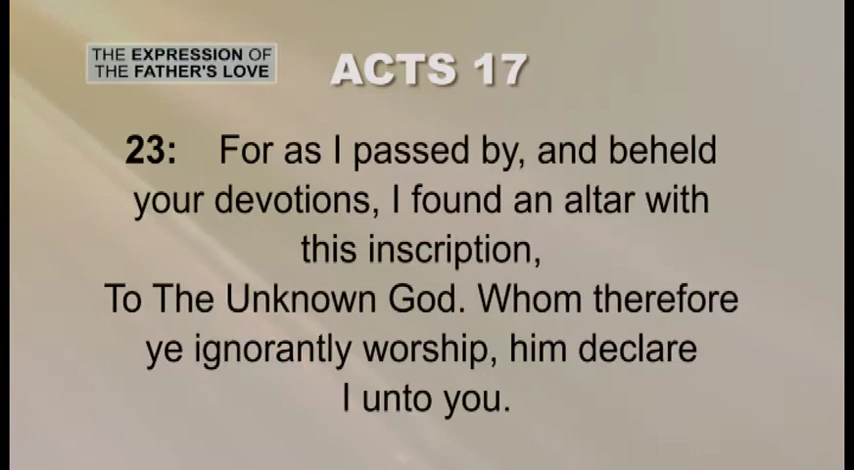 THE EXPRESSION OF
THE FATHER'S LOVE
ACTS 17
23: For as I passed by, and beheld
your devotions, I found an altar with
this inscription,
To The Unknown God. Whom therefore
ye ignorantly worship, him declare
I unto you.